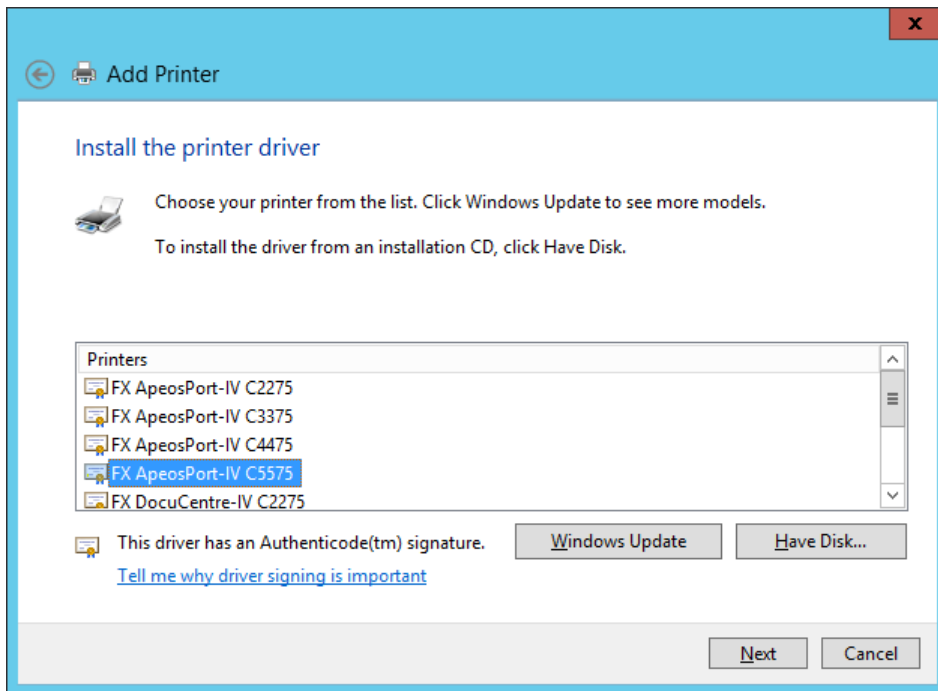 x
Add Printer
Install the printer driver
Choose your printer from the list. Click Windows Update to see more models.
To install the driver from an installation CD, click Have Disk.
Printers
FX ApeosPort-IV C2275
FX ApeosPort-IV C3375
FX ApeosPort-IV C4475
FX ApeosPort-IV C5575
FX DocuCentre-IV C2275
This driver has an Authenticode(tm) signature.
Windows Update
Have Disk...
Tell me why driver signing is important
Next
Cancel